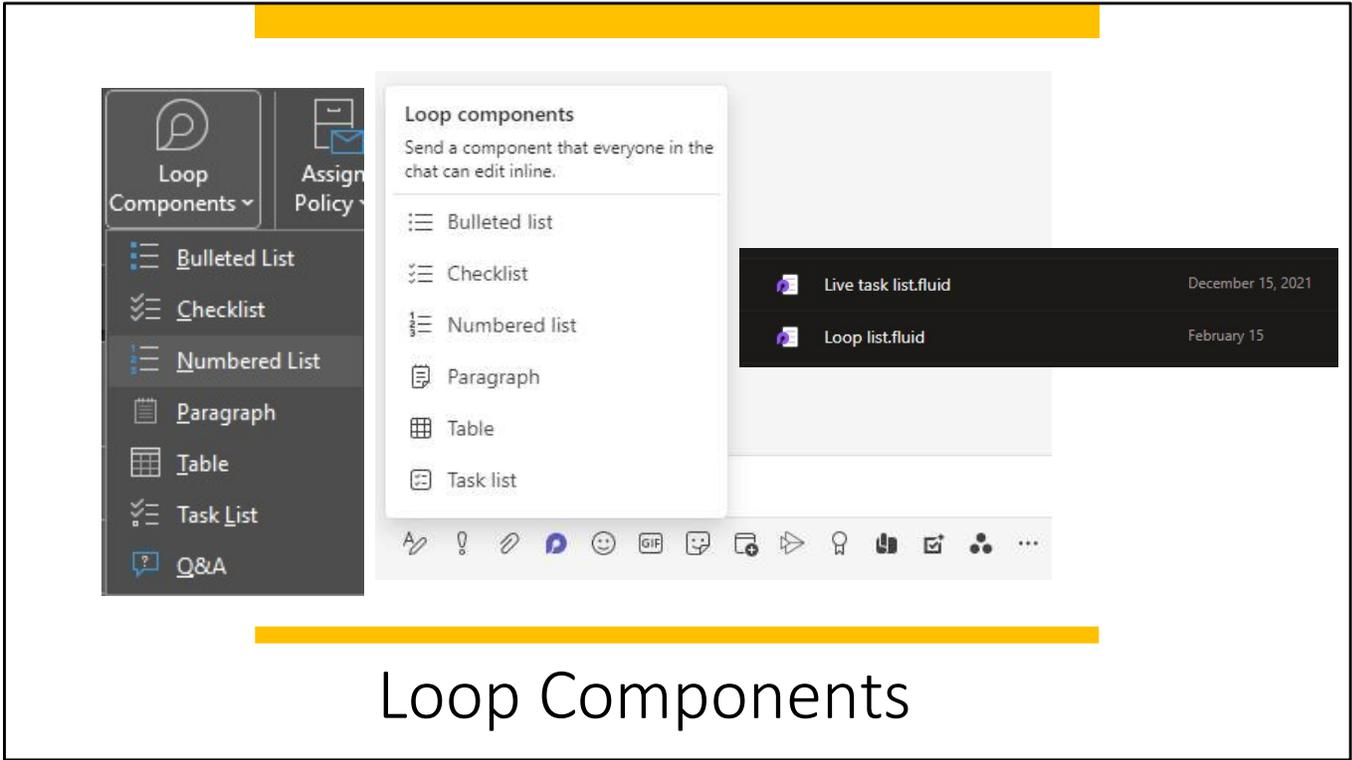 Loop
Components
Assign
Policy
Bulleted List
Checklist
Numbered List
Paragraph
Table
Task List
Q&A
Loop components
Send a component that everyone in the
chat can edit inline.
Bulleted list
Checklist
Numbered list
Paragraph
Table
Task list
GIF
Live task list.fluid December 15, 2021
Loop list.fluid February 15
Loop Components